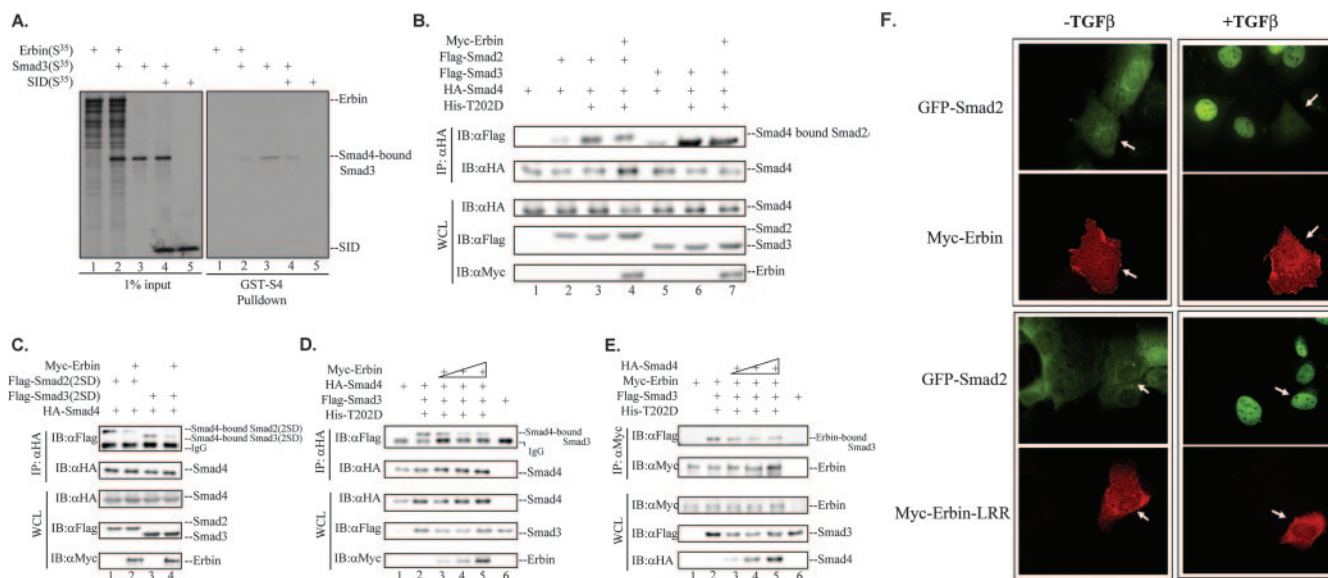 A.
Erbin(S35) + +
Smad3(S35) + + +
SID(S35) + +
+ +
+ + +
+ +
--Erbin
--Smad4-bound
Smad3
--SID
1 2 3 4 5
1% input
1 2 3 4 5
GST-S4
Pulldown
B.
Myc-Erbin + +
Flag-Smad2 + + +
Flag-Smad3 + + +
HA-Smad4 + + + + + + +
His-T202D + + + +
IP: αHA
IB:αFlag --Smad4 bound Smad2/
IB:αHA --Smad4
WCL
IB:αHA --Smad4
IB:αFlag --Smad2
--Smad3
IB:αMyc --Erbin
1 2 3 4 5 6 7
C.
Myc-Erbin + +
Flag-Smad2(2SD) + +
Flag-Smad3(2SD) + +
HA-Smad4 + + + +
IP: αHA
IB:αFlag --Smad4-bound Smad2(2SD)
--Smad4-bound Smad3(2SD)
--IgG
IB:αHA --Smad4
WCL
IB:αHA --Smad4
IB:αFlag --Smad2
--Smad3
IB:αMyc --Erbin
1 2 3 4
D.
Myc-Erbin + + +
HA-Smad4 + + + + +
Flag-Smad3 + + + + +
His-T202D + + + +
IP: αHA
IB:αFlag --Smad4-bound
Smad3
IgG
IB:αHA --Smad4
WCL
IB:αHA --Smad4
IB:αFlag --Smad3
IB:αMyc --Erbin
1 2 3 4 5 6
E.
HA-Smad4 + + +
Myc-Erbin + + + + +
Flag-Smad3 + + + + +
His-T202D + + + +
IP: αMyc
IB:αFlag --Erbin-bound
Smad3
IB:αMyc --Erbin
WCL
IB:αMyc --Erbin
IB:αFlag --Smad3
IB:αHA --Smad4
1 2 3 4 5 6
F.
-TGFβ +TGFβ
GFP-Smad2
Myc-Erbin
GFP-Smad2
Myc-Erbin-LRR